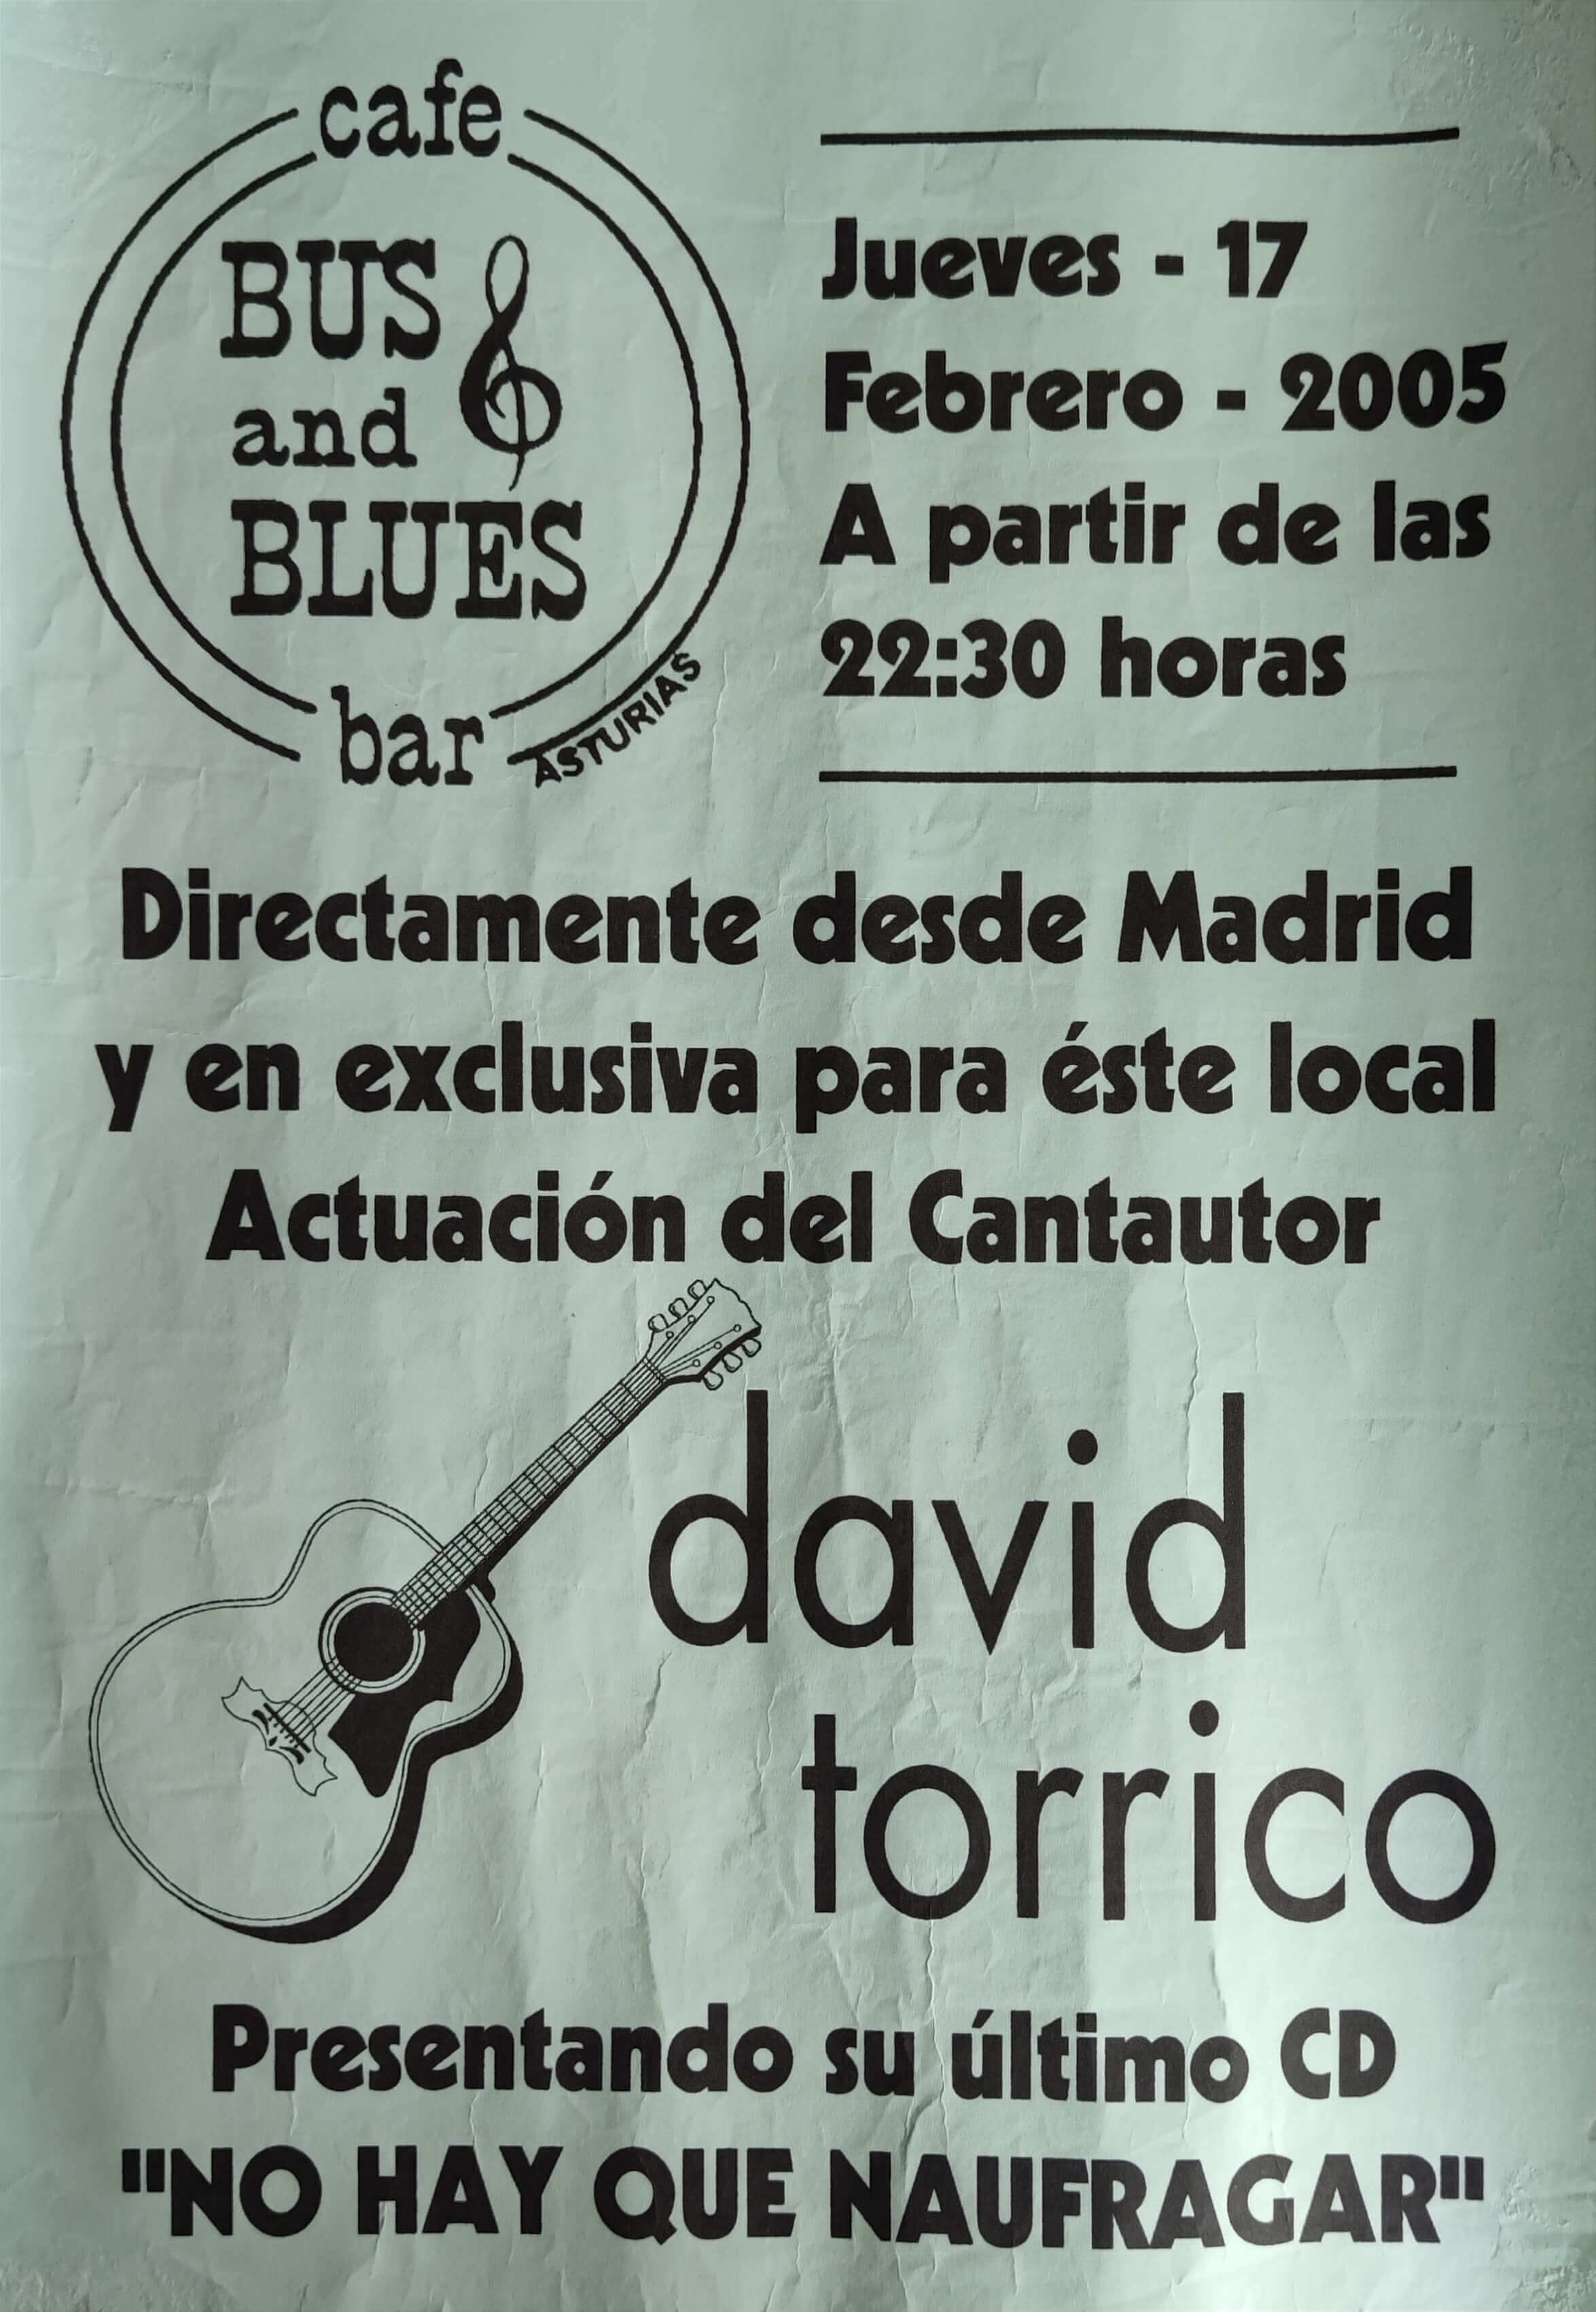 cafe
BUS
and
BLUES
bar
ASTURIAS
Jueves - 17
Febrero - 2005
A partir de las
22:30 horas
Directamente desde Madrid
y en exclusiva para éste local
Actuación del Cantautor
david
torrico
Presentando su último CD
"NO HAY QUE NAUFRAGAR"